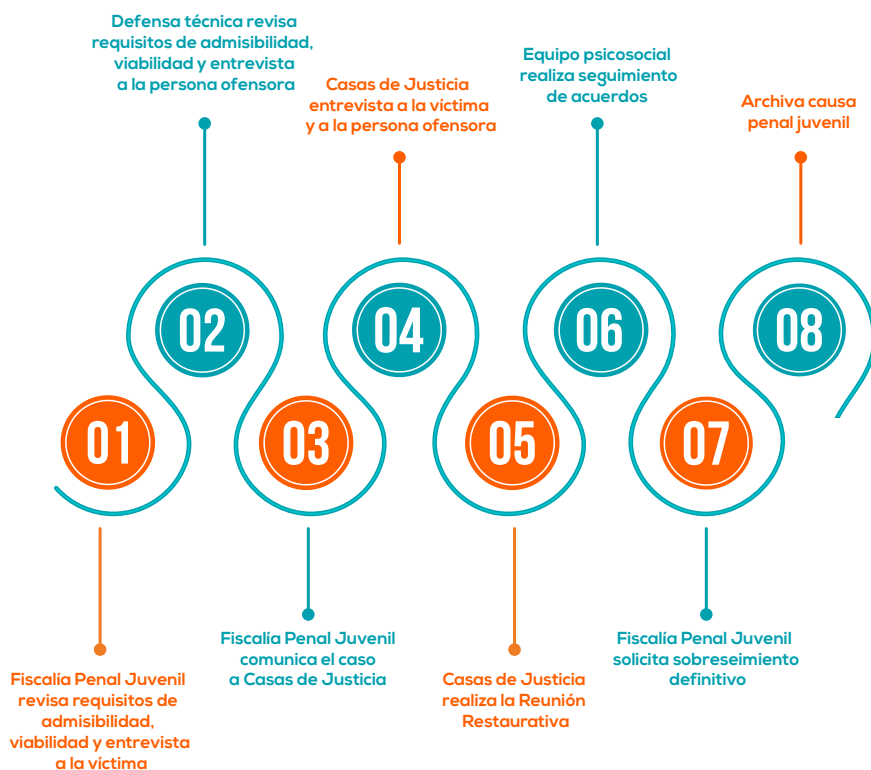 Defensa técnica revisa
requisitos de admisibilidad,
viabilidad y entrevista
a la persona ofensora
Casas de Justicia
entrevista a la víctima
y a la persona ofensora
Equipo psicosocial
realiza seguimiento
de acuerdos
Archiva causa
penal juvenil
02
04
06
08
01
03
05
07
Fiscalía Penal Juvenil
revisa requisitos de
admisibilidad,
viabilidad y entrevista
a la víctima
Fiscalía Penal Juvenil
comunica el caso
a Casas de Justicia
Casas de Justicia
realiza la Reunión
Restaurativa
Fiscalía Penal Juvenil
solicita sobreseimiento
definitivo